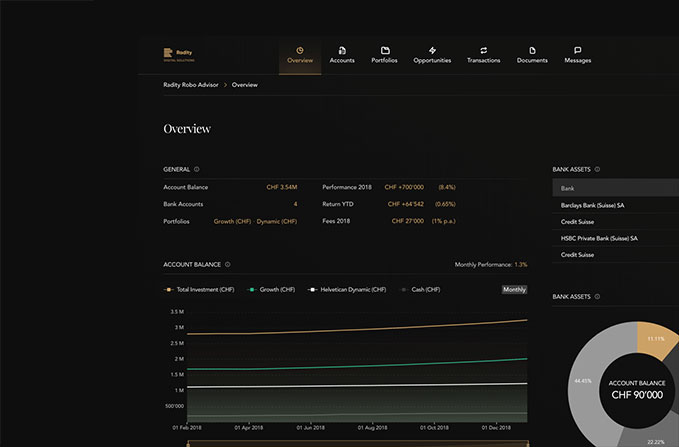 Radity
DIGITAL SOLUTIONS
Overview Accounts Portfolios Opportunities Transactions Documents Messages
Radity Robo Advisor > Overview
Overview
GENERAL
Account Balance CHF 3.54M Performance 2018 CHF +700'000 (8.4%)
Bank Accounts 4 Return YTD CHF +64'542 (0.65%)
Portfolios Growth (CHF) · Dynamic (CHF) Fees 2018 CHF 27'000 (1% p.a.)
ACCOUNT BALANCE Monthly Performance: 1.3%
Total Investment (CHF) Growth (CHF) Helvetican Dynamic (CHF) Cash (CHF) Monthly
3.5 M
3 M
2.5 M
2 M
1.5 M
1 M
500'000
01 Feb 2018 01 Apr 2018 01 Jun 2018 01 Aug 2018 01 Oct 2018 01 Dec 2018
BANK ASSETS
Bank
Barclays Bank (Suisse) SA
Credit Suisse
HSBC Private Bank (Suisse) SA
Credit Suisse
BANK ASSETS
11.11%
44.45%
ACCOUNT BALANCE
CHF 90'000
22.22%